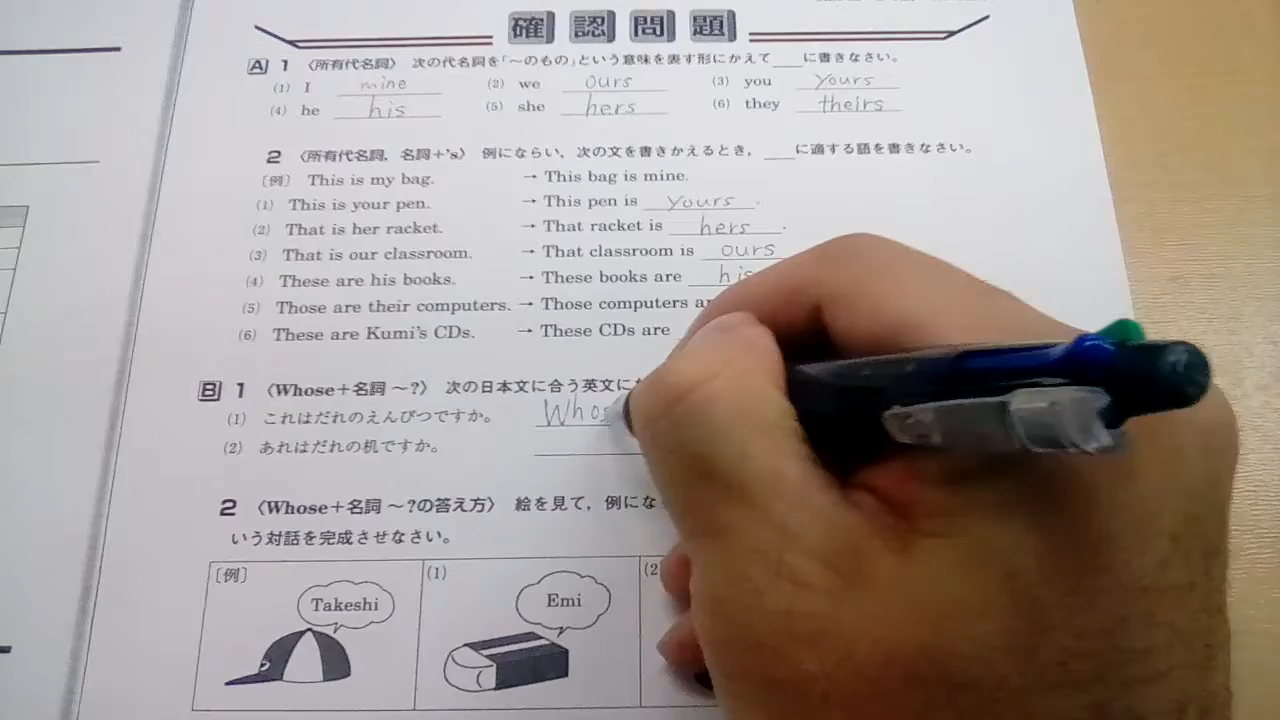 確認問題
A 1 〈所有代名詞〉 次の代名詞を「～のもの」という意味を表す形にかえて___に書きなさい。
(1) I mine (2) we ours (3) you yours
(4) he his (5) she hers (6) they theirs
2 〈所有代名詞，名詞+'s〉 例にならい，次の文を書きかえるとき，___に適する語を書きなさい。
〔例〕 This is my bag. → This bag is mine.
(1) This is your pen. → This pen is yours.
(2) That is her racket. → That racket is hers.
(3) That is our classroom. → That classroom is ours
(4) These are his books. → These books are his
(5) Those are their computers. → Those computers
(6) These are Kumi's CDs. → These CDs are
B 1 〈Whose+名詞 ～?〉 次の日本文に合う英文に
(1) これはだれのえんぴつですか。 Whos
(2) あれはだれの机ですか。
2 〈Whose+名詞 ～?の答え方〉 絵を見て，例にな
いう対話を完成させなさい。
〔例〕 (1) (2
Takeshi Emi